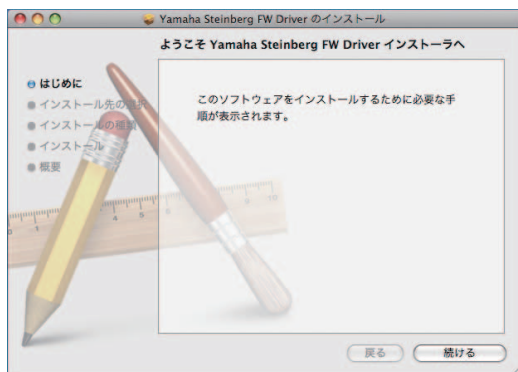 Yamaha Steinberg FW Driver のインストール
ようこそ Yamaha Steinberg FW Driver インストーラへ
はじめに
インストール先の選択
インストールの種類
インストール
概要
このソフトウェアをインストールするために必要な手
順が表示されます。
戻る
続ける